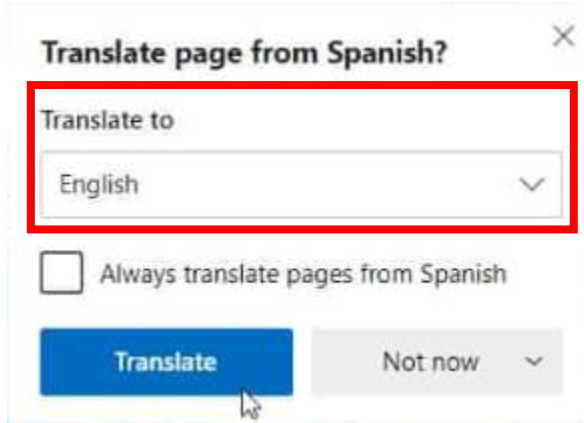 Translate page from Spanish?
Translate to
English
Always translate pages from Spanish
Translate
Not now